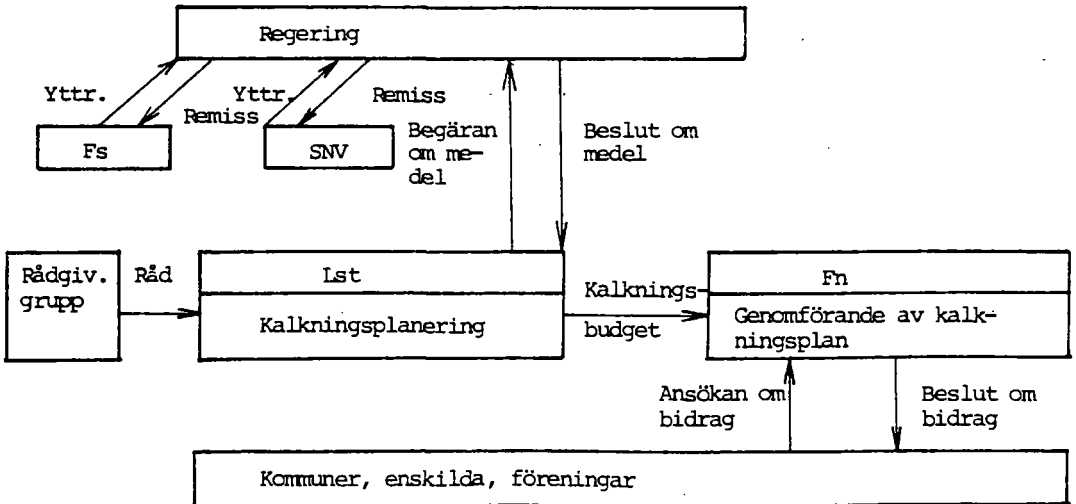 Regering
Yttr.
Remiss
Yttr.
Remiss
Fs
SNV
Begäran
om me-
del
Beslut om
medel
Rådgiv.
grupp
Råd
Lst
Kalkningsplanering
Kalknings-
budget
Fn
Genomförande av kalk-
ningsplan
Ansökan om
bidrag
Beslut om
bidrag
Kommuner, enskilda, föreningar